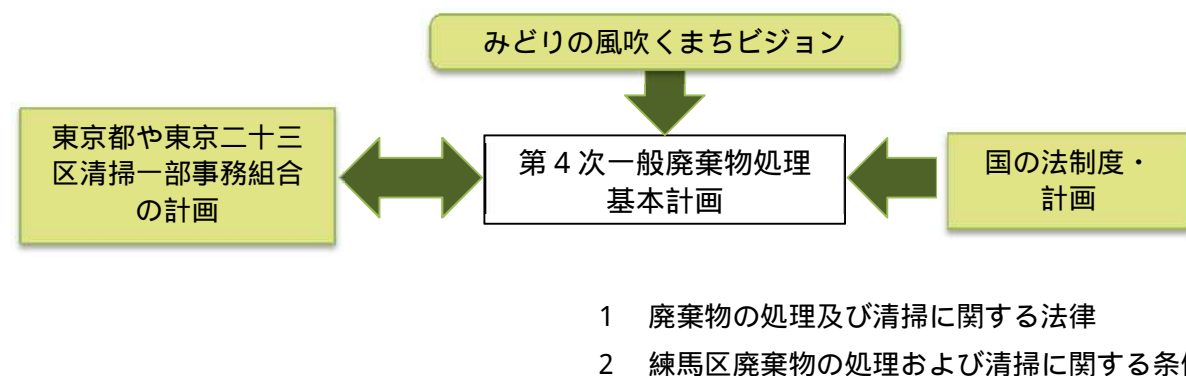 みどりの風吹くまちビジョン
東京都や東京二十三
区清掃一部事務組合
の計画
第4次一般廃棄物処理
基本計画
国の法制度・
計画
1 廃棄物の処理及び清掃に関する法律
2 練馬区廃棄物の処理および清掃に関する条